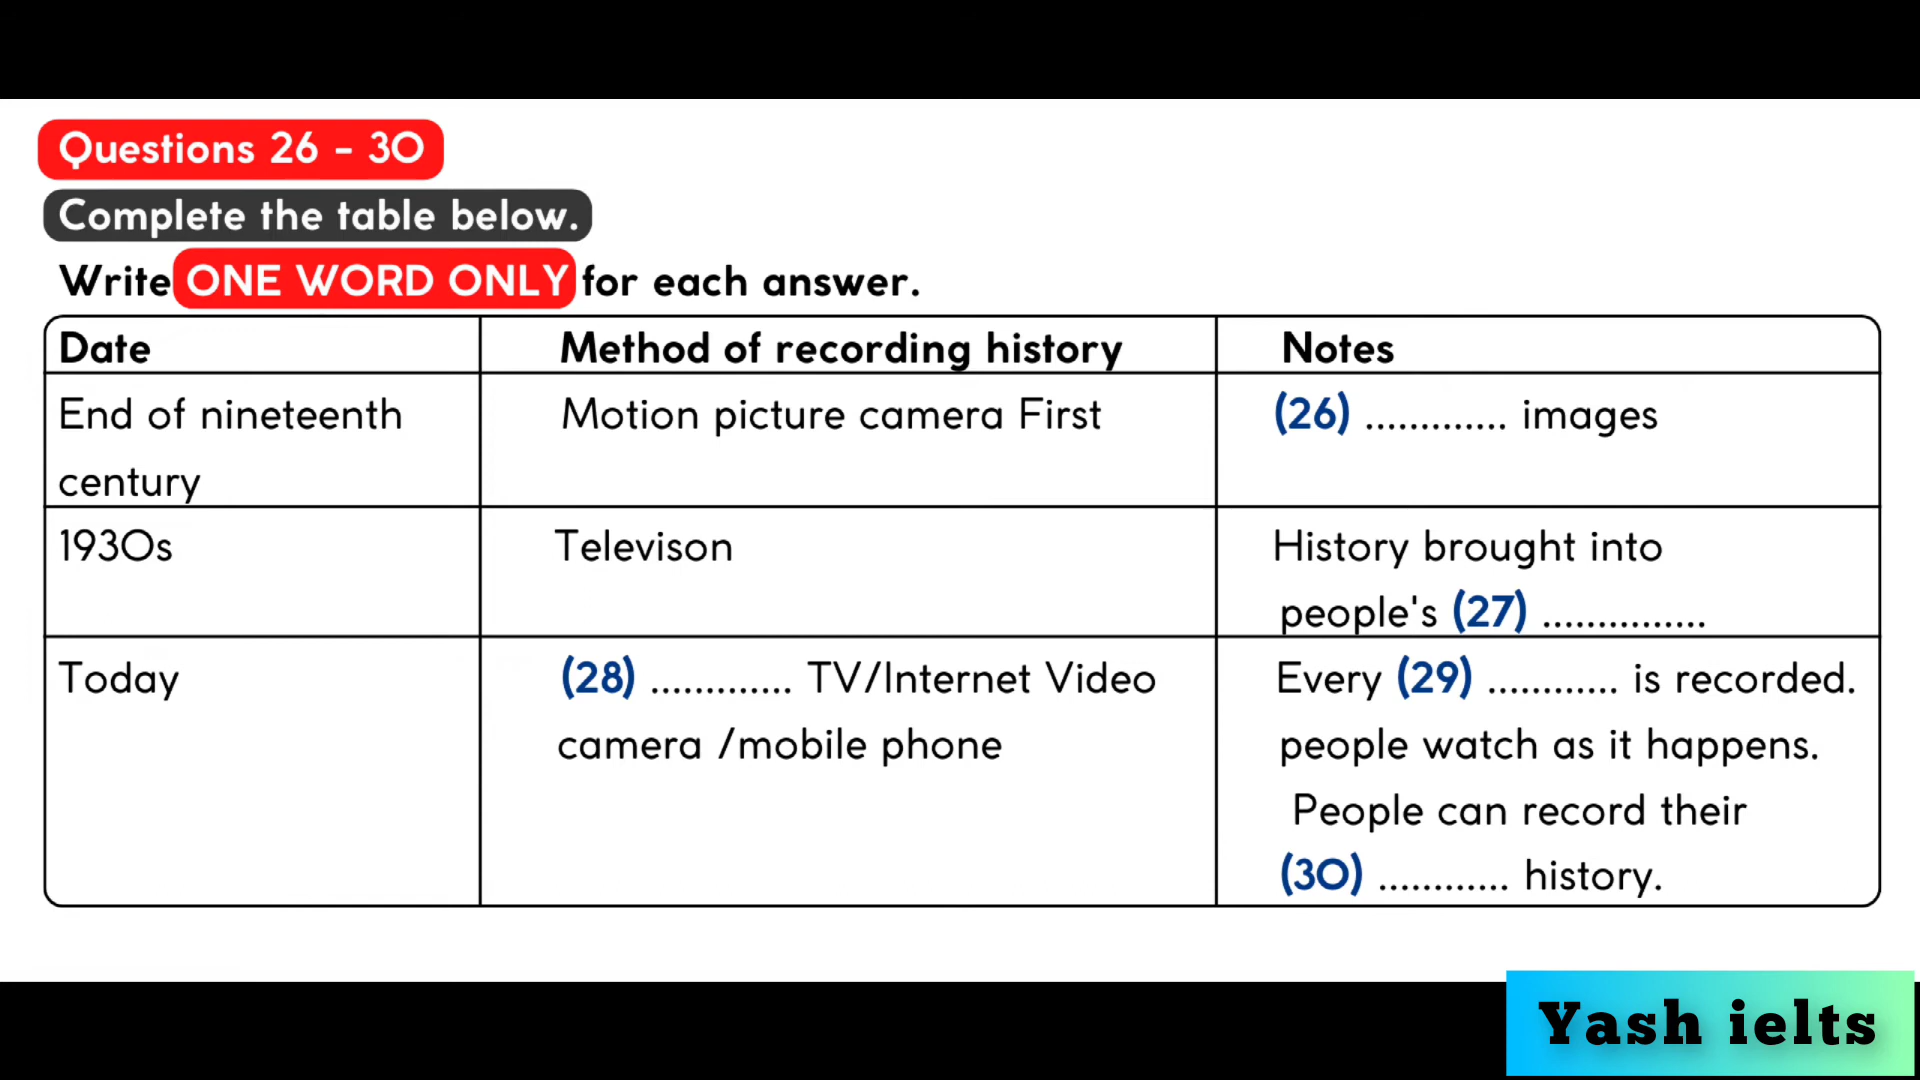 Questions 26 - 30
Complete the table below.
Write ONE WORD ONLY for each answer.
Date Method of recording history Notes
End of nineteenth Motion picture camera First (26) ............. images
century
1930s Televison History brought into
people's (27) ...............
Today (28) ............. TV/Internet Video Every (29) ............ is recorded.
camera /mobile phone people watch as it happens.
People can record their
(30) ............ history.
Yash ielts